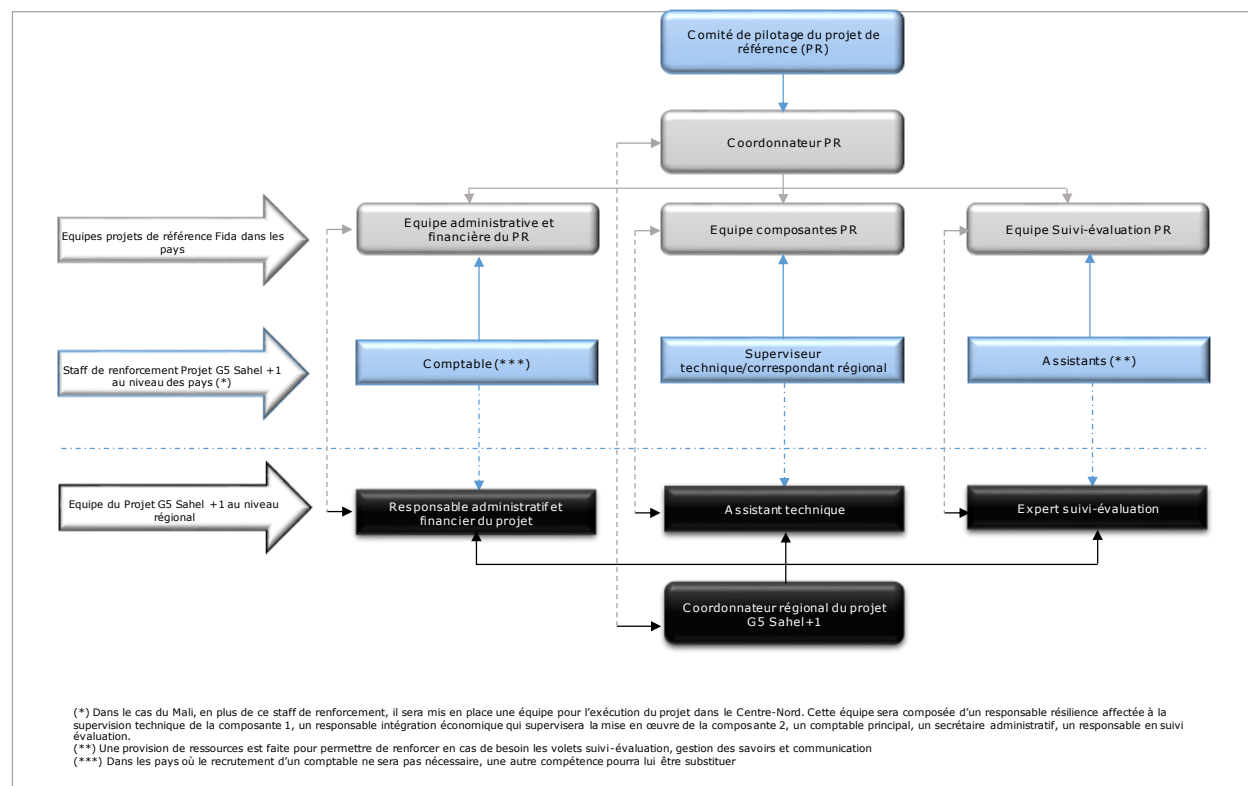 Comité de pilotage du projet de
référence (PR)
Coordonnateur PR
Equipes projets de référence Fida dans les
pays
Equipe administrative et
financière du PR
Equipe composantes PR
Equipe Suivi-évaluation PR
Staff de renforcement Projet G5 Sahel +1
au niveau des pays (*)
Comptable (***)
Superviseur
technique/correspondant régional
Assistants (**)
Equipe du Projet G5 Sahel +1 au niveau
régional
Responsable administratif et
financier du projet
Assistant technique
Expert suivi-évaluation
Coordonnateur régional du projet
G5 Sahel+1
(*) Dans le cas du Mali, en plus de ce staff de renforcement, il sera mis en place une équipe pour l'exécution du projet dans le Centre-Nord. Cette équipe sera composée d'un responsable résilience affectée à la
supervision technique de la composante 1, un responsable intégration économique qui supervisera la mise en œuvre de la composante 2, un comptable principal, un secrétaire administratif, un responsable en suivi
évaluation.
(**) Une provision de ressources est faite pour permettre de renforcer en cas de besoin les volets suivi-évaluation, gestion des savoirs et communication
(***) Dans les pays où le recrutement d'un comptable ne sera pas nécessaire, une autre compétence pourra lui être substituer